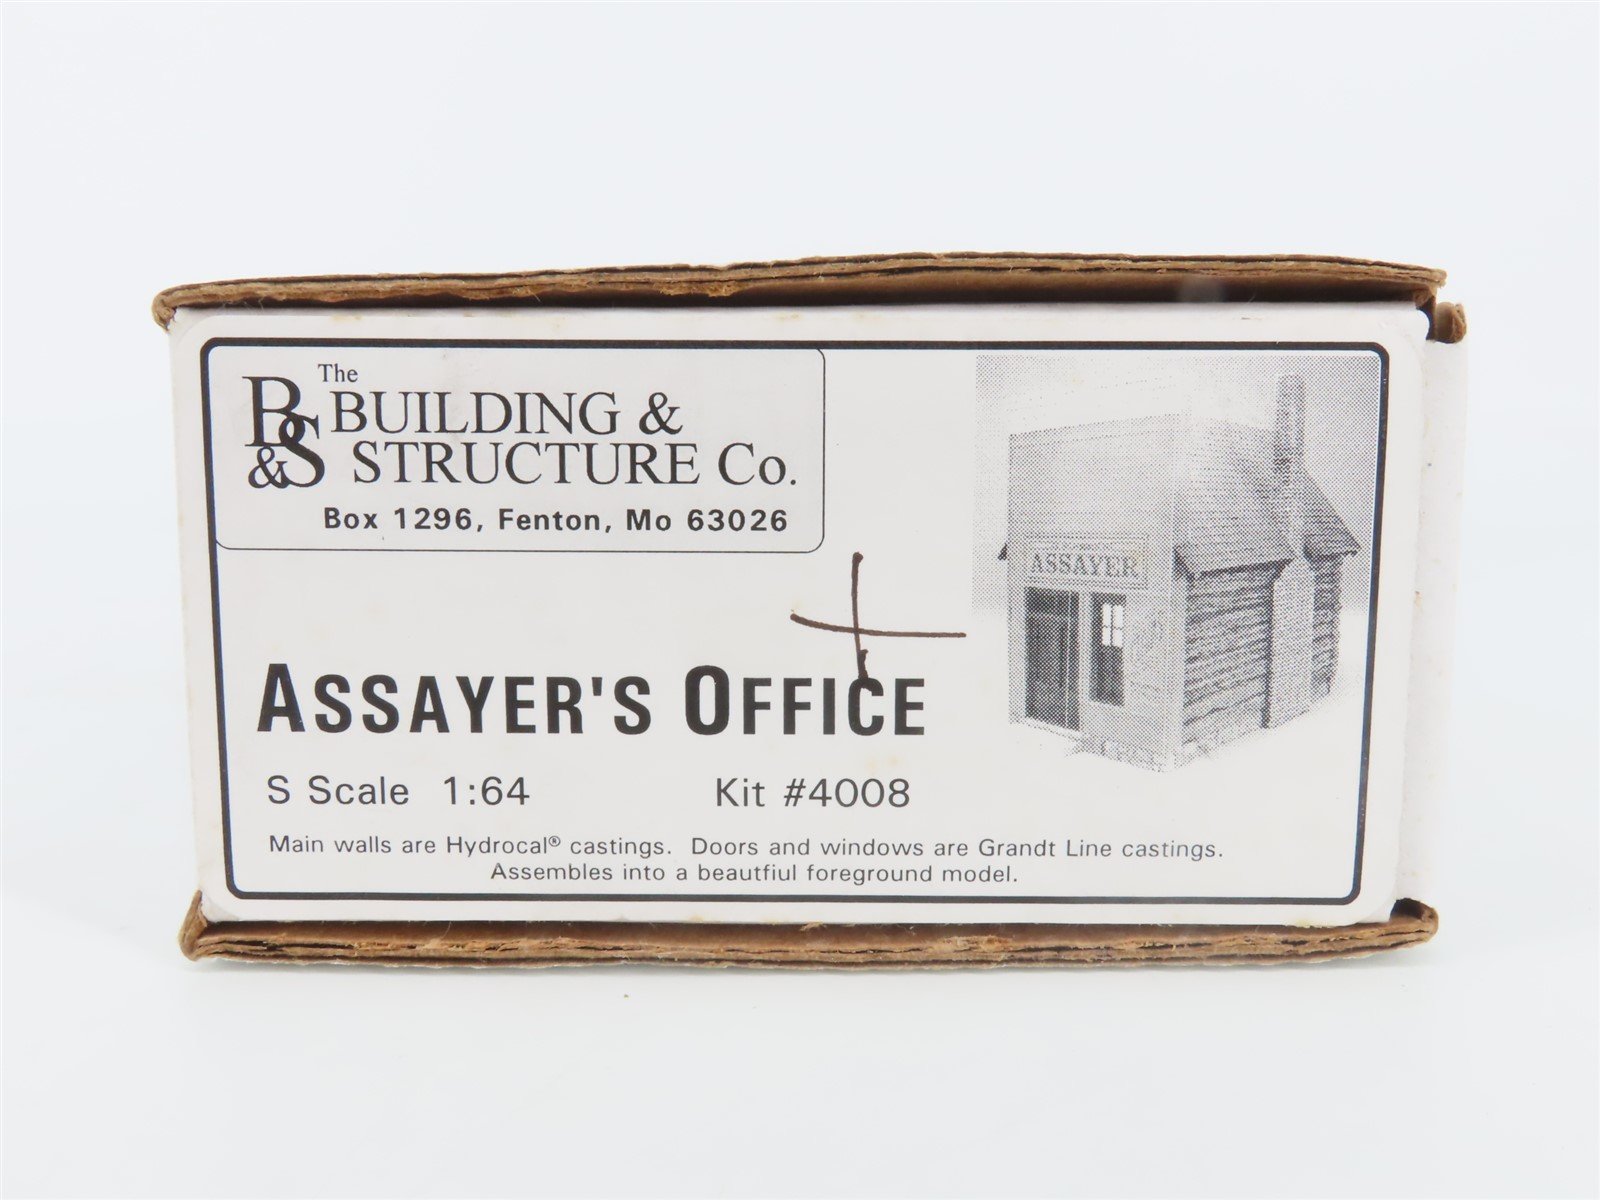 The
B&S BUILDING &
STRUCTURE Co.
Box 1296, Fenton, Mo 63026
ASSAYER
ASSAYER'S OFFICE
S Scale 1:64 Kit #4008
Main walls are Hydrocal® castings. Doors and windows are Grandt Line castings.
Assembles into a beautfiul foreground model.